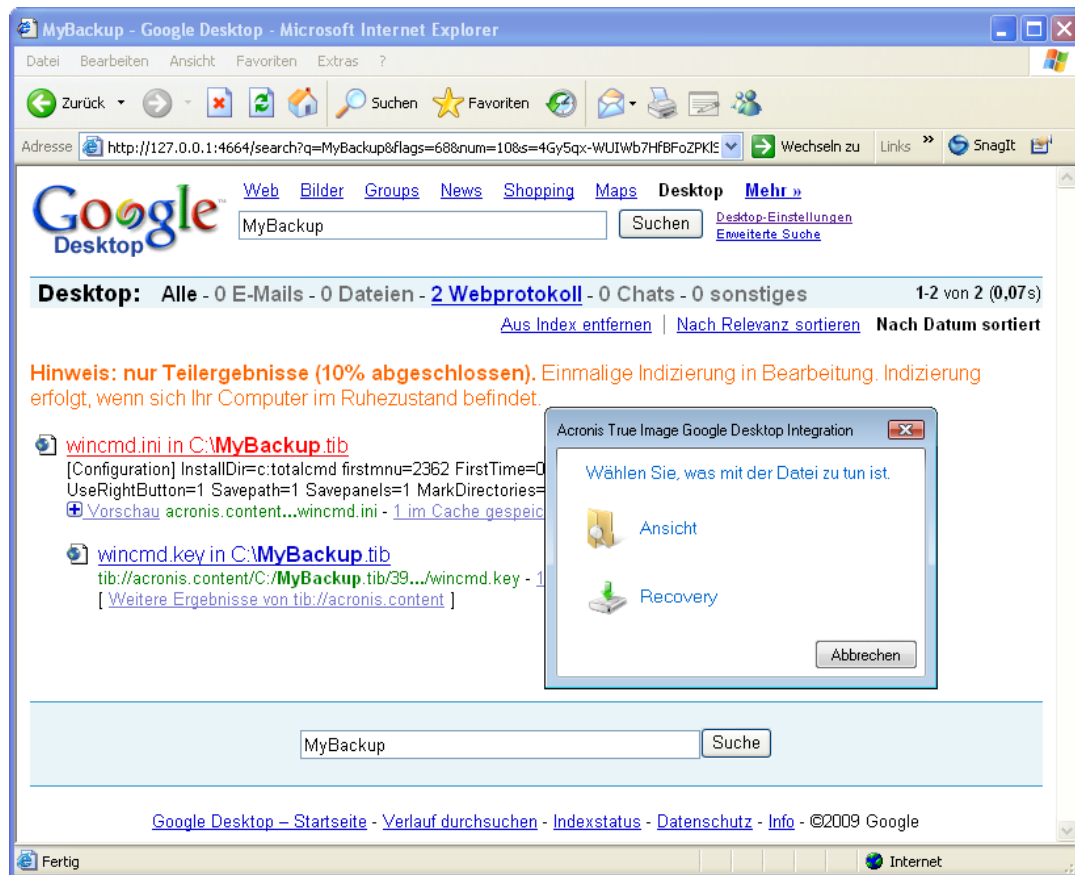 MyBackup - Google Desktop - Microsoft Internet Explorer
Datei Bearbeiten Ansicht Favoriten Extras ?
Zurück Suchen Favoriten
Adresse http://127.0.0.1:4664/search?q=MyBackup&flags=68&num=10&s=4Gy5qx-WUIWb7HfBFoZPKlS Wechseln zu Links » SnagIt
Web Bilder Groups News Shopping Maps Desktop Mehr »
Google Desktop
MyBackup Suchen Desktop-Einstellungen
Erweiterte Suche
Desktop: Alle - 0 E-Mails - 0 Dateien - 2 Webprotokoll - 0 Chats - 0 sonstiges 1-2 von 2 (0,07s)
Aus Index entfernen | Nach Relevanz sortieren Nach Datum sortiert
Hinweis: nur Teilergebnisse (10% abgeschlossen). Einmalige Indizierung in Bearbeitung. Indizierung
erfolgt, wenn sich Ihr Computer im Ruhezustand befindet.
wincmd.ini in C:\MyBackup.tib
[Configuration] InstallDir=c:totalcmd firstmnu=2362 FirstTime=0
UseRightButton=1 Savepath=1 Savepanels=1 MarkDirectories=
Vorschau acronis.content...wincmd.ini - 1 im Cache gespeic
wincmd.key in C:\MyBackup.tib
tib://acronis.content/C:/MyBackup.tib/39.../wincmd.key - 1
[ Weitere Ergebnisse von tib://acronis.content ]
Acronis True Image Google Desktop Integration
Wählen Sie, was mit der Datei zu tun ist.
Ansicht
Recovery
Abbrechen
MyBackup Suche
Google Desktop – Startseite - Verlauf durchsuchen - Indexstatus - Datenschutz - Info - ©2009 Google
Fertig Internet